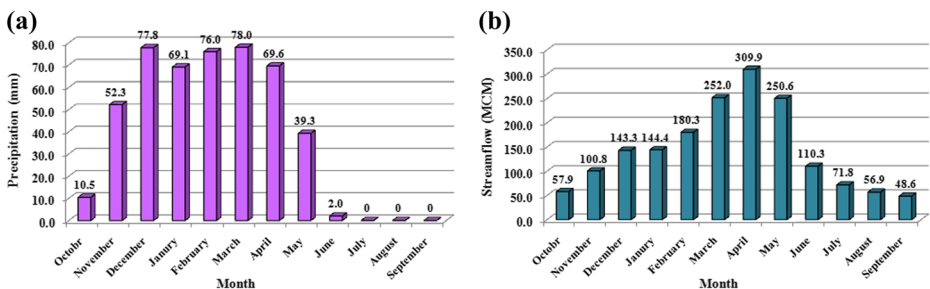 (a)
Precipitation (mm)
80.0
70.0
60.0
50.0
40.0
30.0
20.0
10.0
0.0
10.5
52.3
77.8
69.1
76.0
78.0
69.6
39.3
2.0
0
0
0
Octobr
November
December
Janury
February
March
April
May
June
July
August
September
Month
(b)
Streamflow (MCM)
350.0
300.0
250.0
200.0
150.0
100.0
50.0
0.0
57.9
100.8
143.3
144.4
180.3
252.0
309.9
250.6
110.3
71.8
56.9
48.6
Octobr
November
December
Janury
February
March
April
May
June
July
August
September
Month